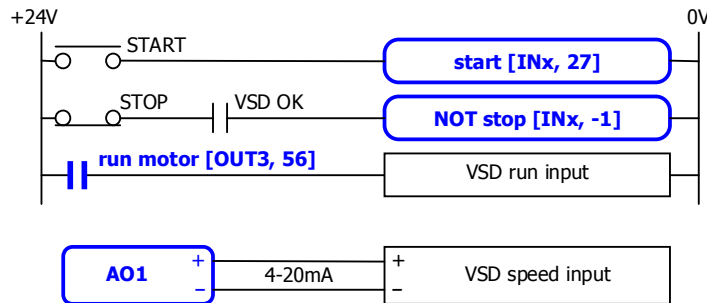 +24V 0V
START
start [INx, 27]
STOP VSD OK
NOT stop [INx, -1]
run motor [OUT3, 56] VSD run input
AO1 + 4-20mA + VSD speed input
– –